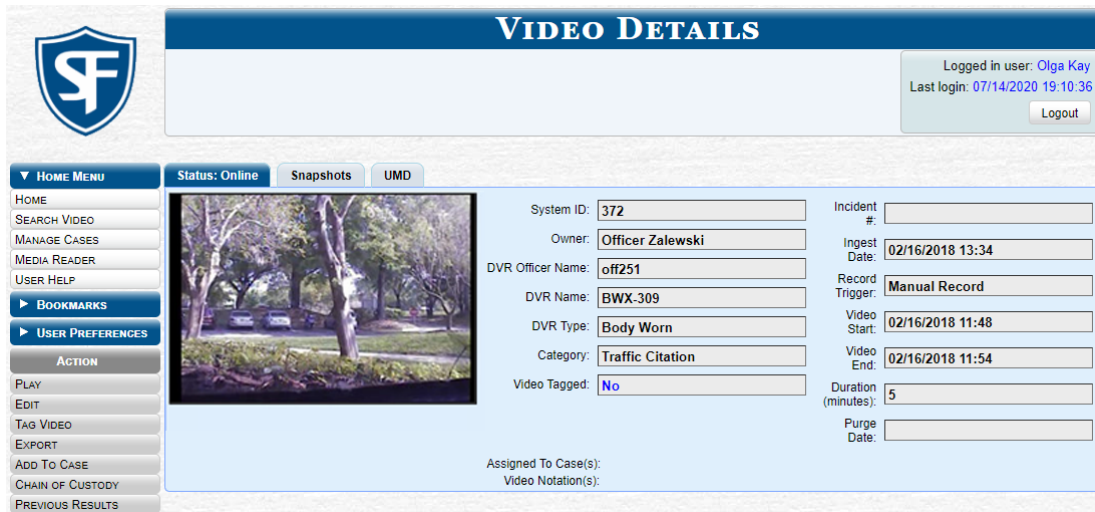 VIDEO DETAILS
SF
Logged in user: Olga Kay
Last login: 07/14/2020 19:10:36
Logout
▼ HOME MENU
HOME
SEARCH VIDEO
MANAGE CASES
MEDIA READER
USER HELP
► BOOKMARKS
► USER PREFERENCES
ACTION
PLAY
EDIT
TAG VIDEO
EXPORT
ADD TO CASE
CHAIN OF CUSTODY
PREVIOUS RESULTS
Status: Online
Snapshots
UMD
System ID: 372
Owner: Officer Zalewski
DVR Officer Name: off251
DVR Name: BWX-309
DVR Type: Body Worn
Category: Traffic Citation
Video Tagged: No
Incident
#:
Ingest
Date: 02/16/2018 13:34
Record
Trigger: Manual Record
Video
Start: 02/16/2018 11:48
Video
End: 02/16/2018 11:54
Duration
(minutes): 5
Purge
Date:
Assigned To Case(s):
Video Notation(s):